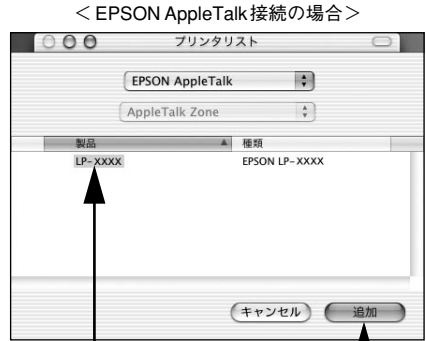 ＜EPSON AppleTalk接続の場合＞
プリンタリスト
EPSON AppleTalk
AppleTalk Zone
製品 種類
LP-XXXX EPSON LP-XXXX
キャンセル 追加